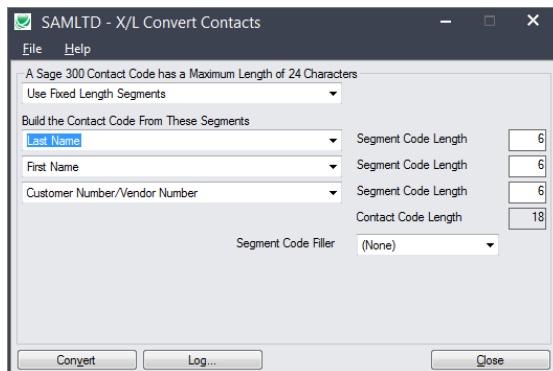 SAMLTD - X/L Convert Contacts
File Help
A Sage 300 Contact Code has a Maximum Length of 24 Characters
Use Fixed Length Segments
Build the Contact Code From These Segments
Last Name Segment Code Length 6
First Name Segment Code Length 6
Customer Number/Vendor Number Segment Code Length 6
Contact Code Length 18
Segment Code Filler (None)
Convert Log... Close